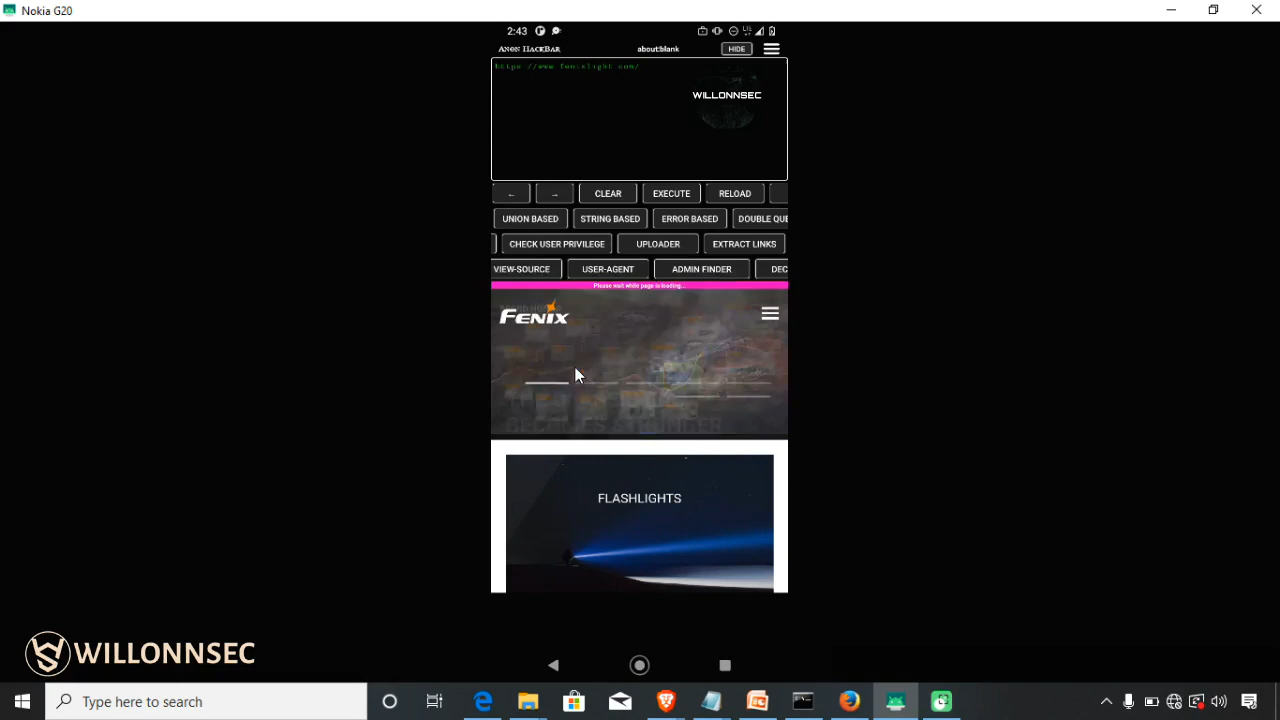 Nokia G20
2:43
LTE
ANON HACKBAR
about:blank
HIDE
https://www.fenixlight.com/
WILLONNSEC
←
→
CLEAR
EXECUTE
RELOAD
UNION BASED
STRING BASED
ERROR BASED
DOUBLE QUE
CHECK USER PRIVILEGE
UPLOADER
EXTRACT LINKS
VIEW-SOURCE
USER-AGENT
ADMIN FINDER
DEC
Please wait while page is loading...
FENIX
FLASHLIGHTS
WILLONNSEC
Type here to search